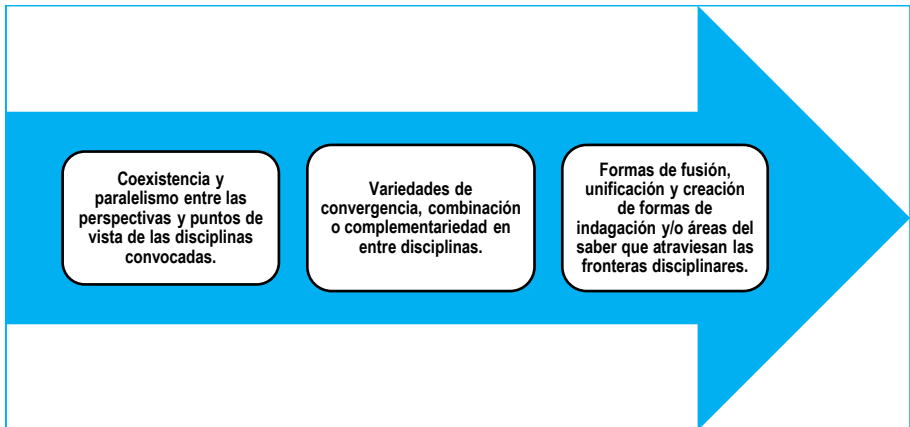 Coexistencia y
paralelismo entre las
perspectivas y puntos de
vista de las disciplinas
convocadas.
Variedades de
convergencia, combinación
o complementariedad en
entre disciplinas.
Formas de fusión,
unificación y creación
de formas de
indagación y/o áreas del
saber que atraviesan las
fronteras disciplinares.